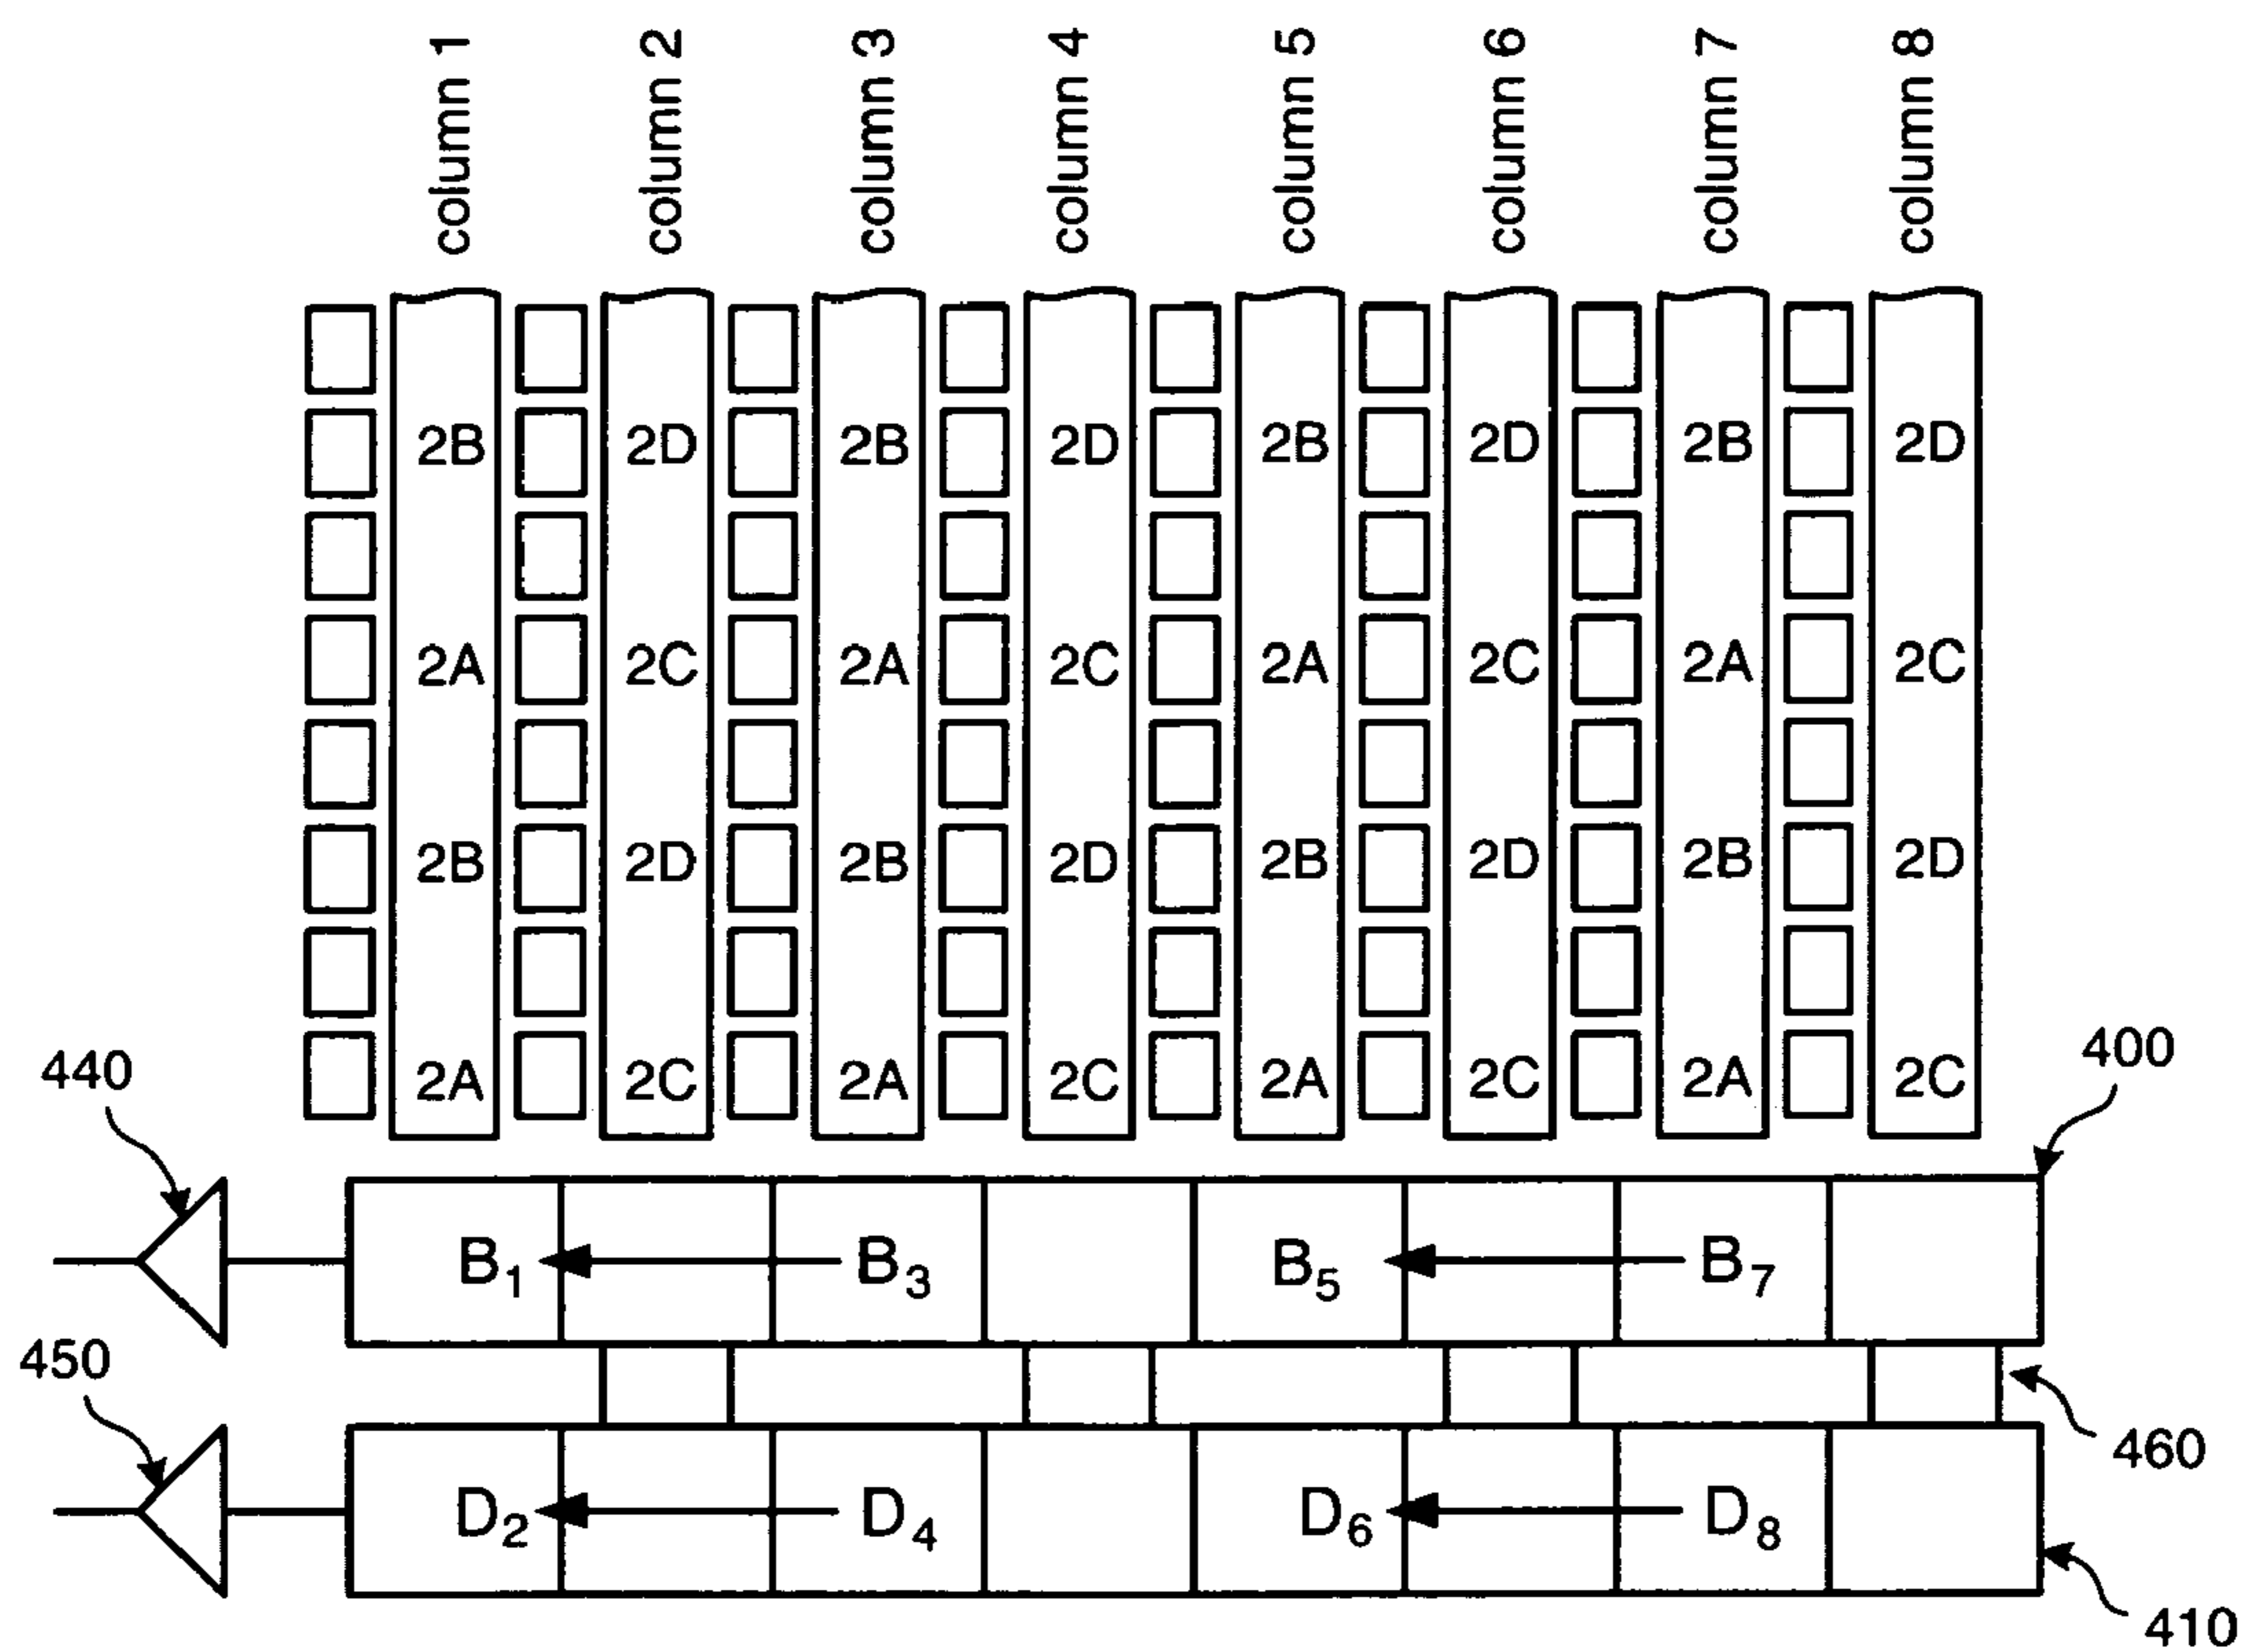 column 1 column 2 column 3 column 4 column 5 column 6 column 7 column 8
2B 2D 2B 2D 2B 2D 2B 2D
2A 2C 2A 2C 2A 2C 2A 2C
2B 2D 2B 2D 2B 2D 2B 2D
2A 2C 2A 2C 2A 2C 2A 2C
440
400
B1 B3 B5 B7
450
460
D2 D4 D6 D8
410